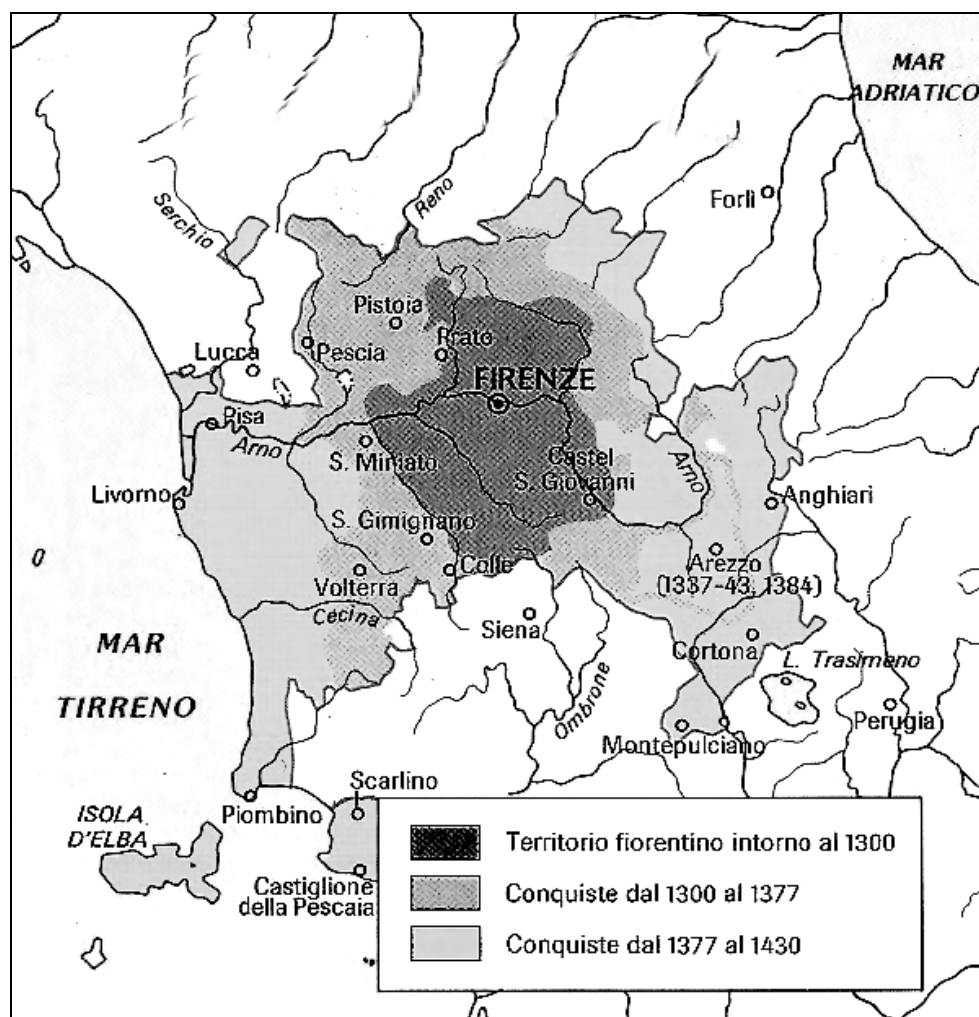 MAR
ADRIATICO
Forlì
Reno
Serchio
Pistoia
Prato
Lucca
Pescia
FIRENZE
Pisa
Arno
S. Miniato
Castel
S. Giovanni
Arno
Livorno
Anghiari
S. Gimignano
Arezzo
(1337-43, 1384)
Volterra
Colle
Cecina
Siena
Cortona
MAR
TIRRENO
L. Trasimeno
Ombrone
Perugia
Montepulciano
Scarlino
Piombino
ISOLA
D'ELBA
Castiglione
della Pescaia
Territorio fiorentino intorno al 1300
Conquiste dal 1300 al 1377
Conquiste dal 1377 al 1430